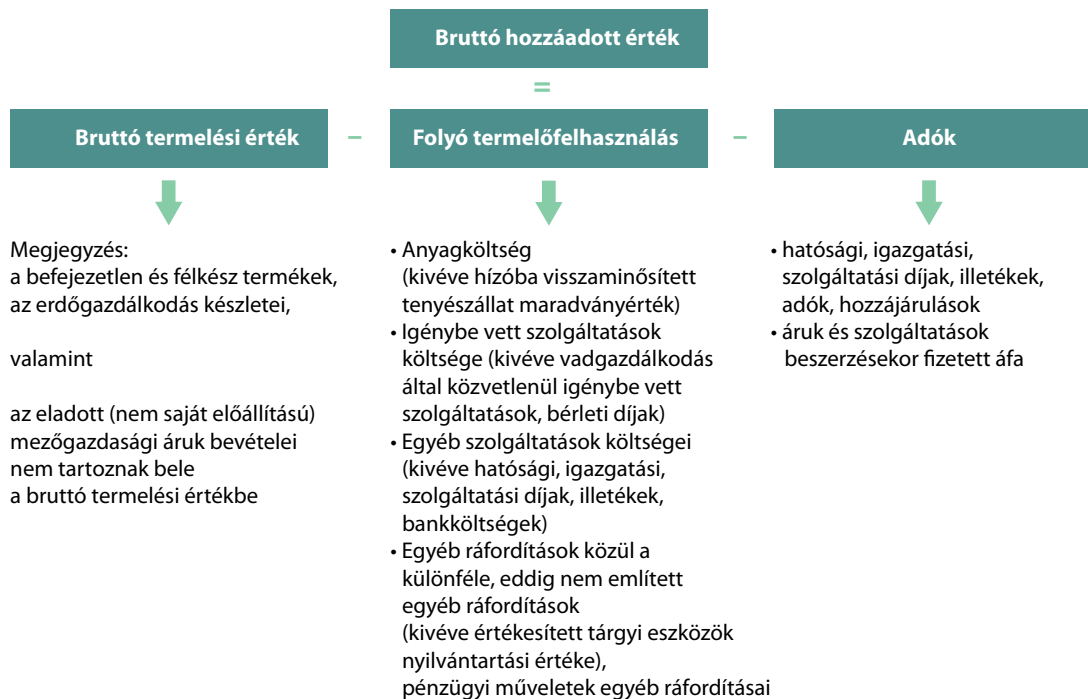 Bruttó hozzáadott érték
=
Bruttó termelési érték – Folyó termelőfelhasználás – Adók
Megjegyzés:
a befejezetlen és félkész termékek,
az erdőgazdálkodás készletei,
valamint
az eladott (nem saját előállítású)
mezőgazdasági áruk bevételei
nem tartoznak bele
a bruttó termelési értékbe
• Anyagköltség
(kivéve hízóba visszaminősített
tenyészállat maradványérték)
• Igénybe vett szolgáltatások
költsége (kivéve vadgazdálkodás
által közvetlenül igénybe vett
szolgáltatások, bérleti díjak)
• Egyéb szolgáltatások költségei
(kivéve hatósági, igazgatási,
szolgáltatási díjak, illetékek,
bankköltségek)
• Egyéb ráfordítások közül a
különféle, eddig nem említett
egyéb ráfordítások
(kivéve értékesített tárgyi eszközök
nyilvántartási értéke),
pénzügyi műveletek egyéb ráfordításai
• hatósági, igazgatási,
szolgáltatási díjak, illetékek,
adók, hozzájárulások
• áruk és szolgáltatások
beszerzésekor fizetett áfa